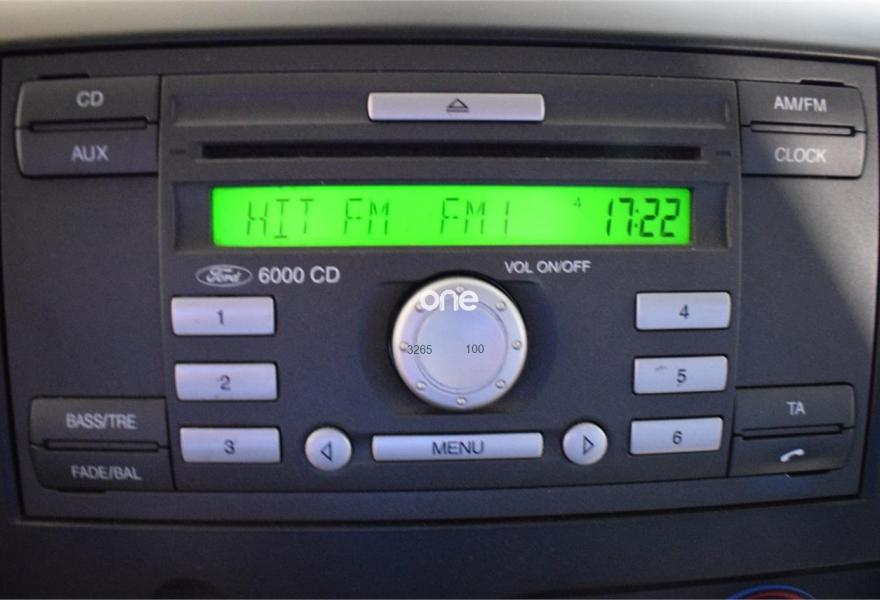 CD
AUX
AM/FM
CLOCK
HIT FM FM1 4 17:22
Ford 6000 CD
VOL ON/OFF
one
3265 100
1
2
3
4
5
6
BASS/TRE
FADE/BAL
MENU
TA